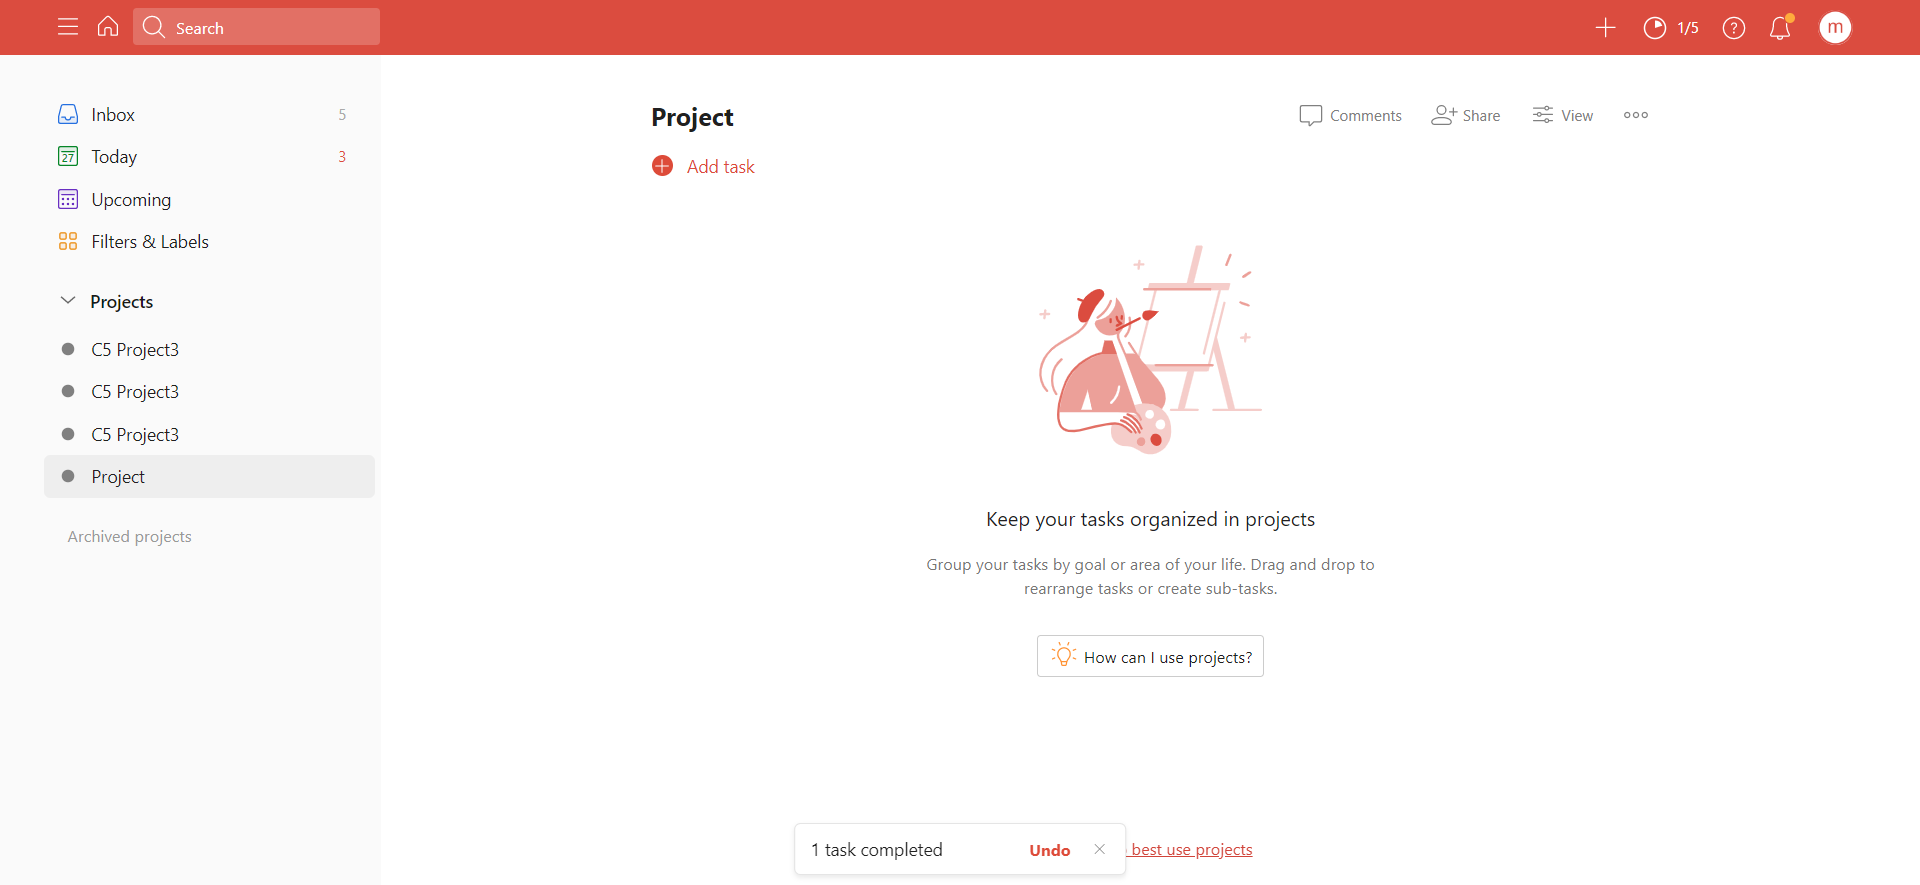 Search
1/5
?
m
Inbox 5
27 Today 3
Upcoming
Filters & Labels
Projects
C5 Project3
C5 Project3
C5 Project3
Project
Archived projects
Project
Comments Share View
Add task
Keep your tasks organized in projects
Group your tasks by goal or area of your life. Drag and drop to
rearrange tasks or create sub-tasks.
How can I use projects?
1 task completed Undo
best use projects